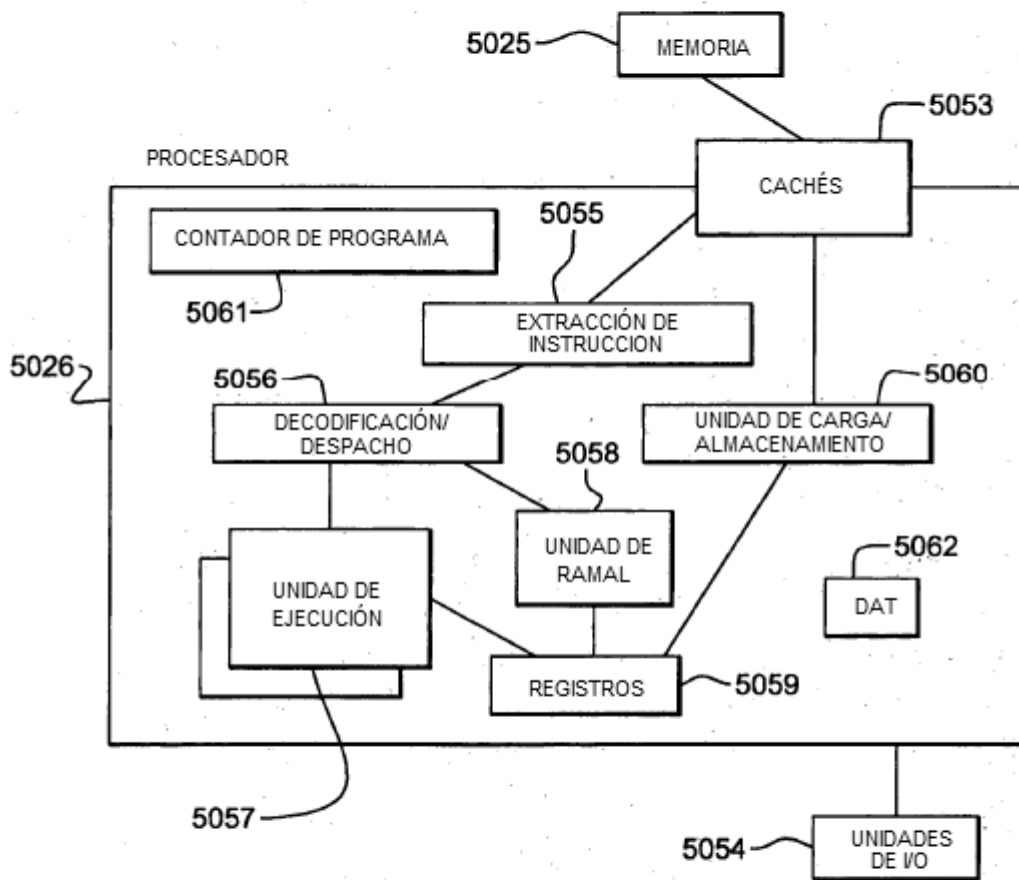 5025
MEMORIA
5053
PROCESADOR
CACHÉS
5055
CONTADOR DE PROGRAMA
5061
EXTRACCIÓN DE
INSTRUCCION
5026
5056
5060
DECODIFICACIÓN/
DESPACHO
UNIDAD DE CARGA/
ALMACENAMIENTO
5058
UNIDAD DE
RAMAL
5062
DAT
UNIDAD DE
EJECUCIÓN
REGISTROS
5059
5057
5054
UNIDADES
DE I/O